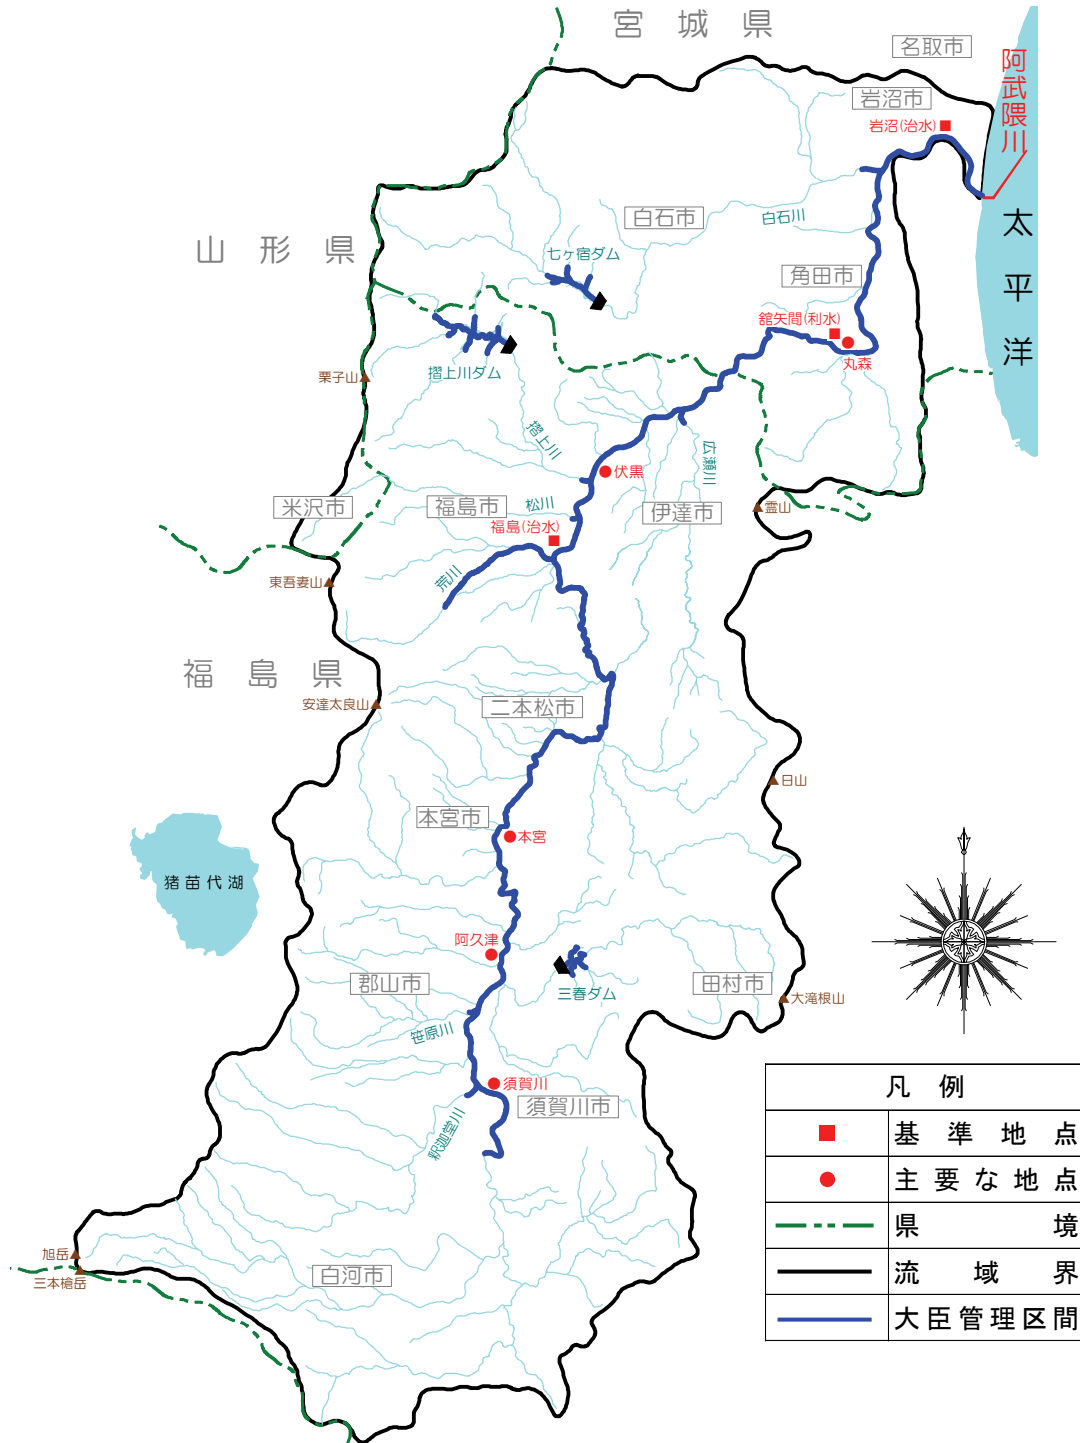 宮城県
名取市
阿武隈川
岩沼市
岩沼(治水)
太平洋
白石市
白石川
山形県
七ヶ宿ダム
角田市
舘矢間(利水)
丸森
摺上川ダム
栗子山
摺上川
広瀬川
伏黒
米沢市
福島市
松川
伊達市
霊山
福島(治水)
荒川
東吾妻山
福島県
安達太良山
二本松市
日山
本宮市
本宮
猪苗代湖
阿久津
郡山市
三春ダム
田村市
大滝根山
笹原川
須賀川
須賀川市
釈迦堂川
旭岳
三本槍岳
白河市
凡例
基準地点
主要な地点
県境
流域界
大臣管理区間